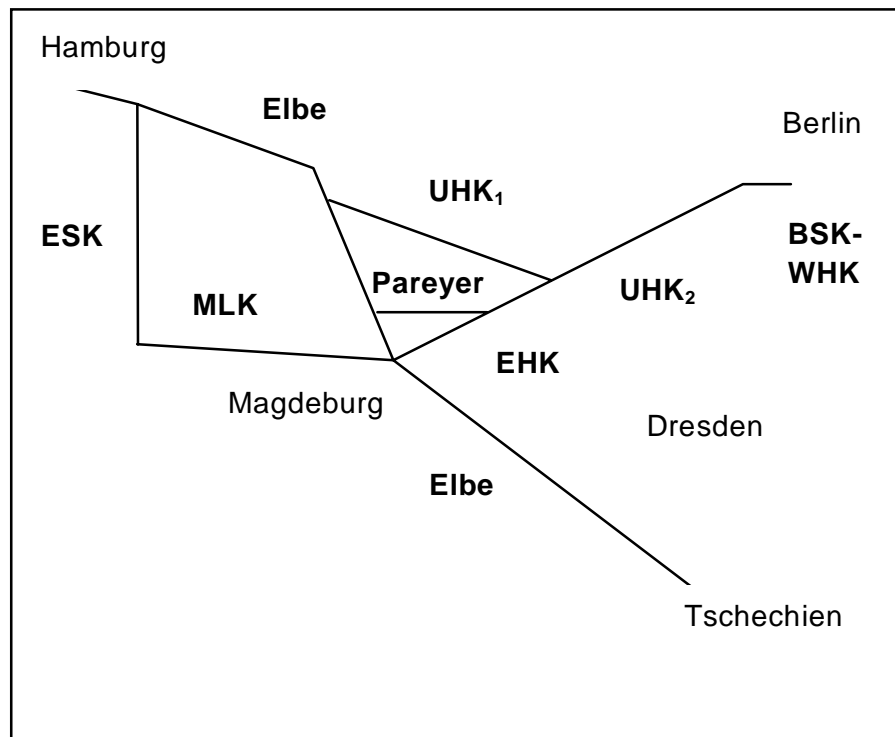 Hamburg
Elbe
Berlin
UHK₁
ESK
BSK-
WHK
Pareyer
UHK₂
MLK
EHK
Magdeburg
Dresden
Elbe
Tschechien